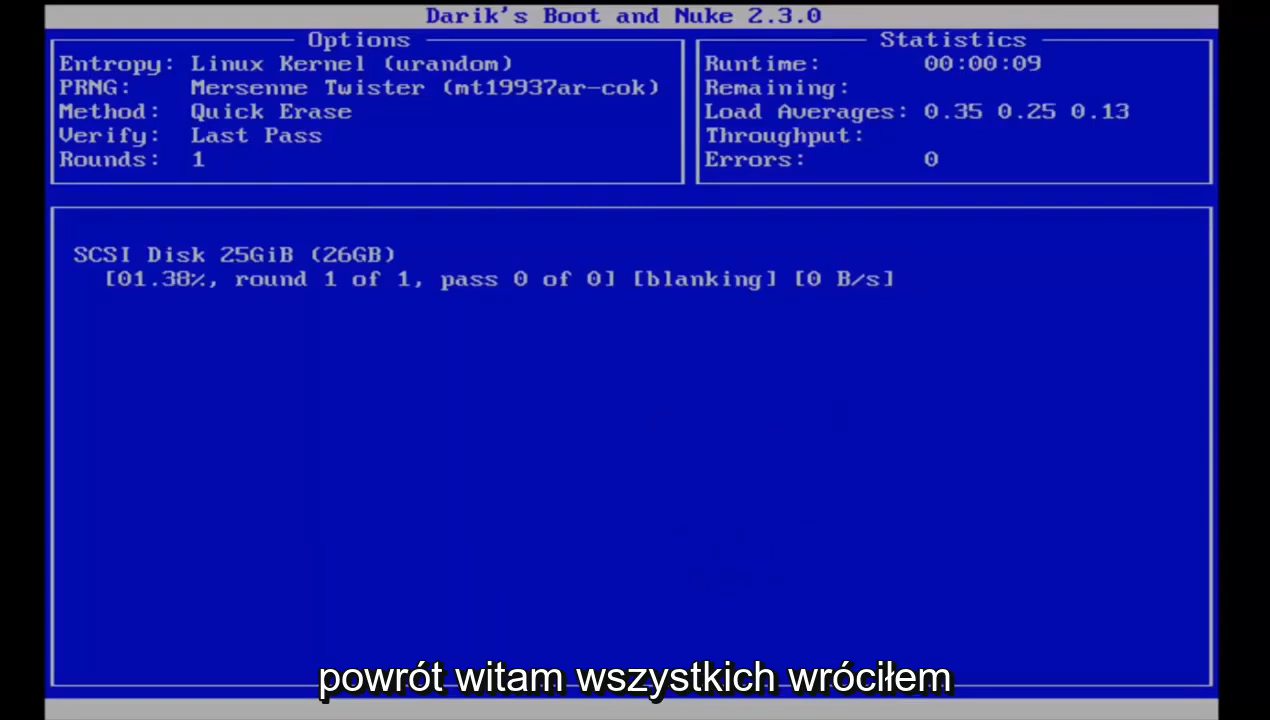 Darik's Boot and Nuke 2.3.0
Options
Entropy: Linux Kernel (urandom)
PRNG: Mersenne Twister (mt19937ar-cok)
Method: Quick Erase
Verify: Last Pass
Rounds: 1
Statistics
Runtime: 00:00:09
Remaining:
Load Averages: 0.35 0.25 0.13
Throughput:
Errors: 0
SCSI Disk 25GiB (26GB)
[01.38%, round 1 of 1, pass 0 of 0] [blanking] [0 B/s]
powrót witam wszystkich wróciłem